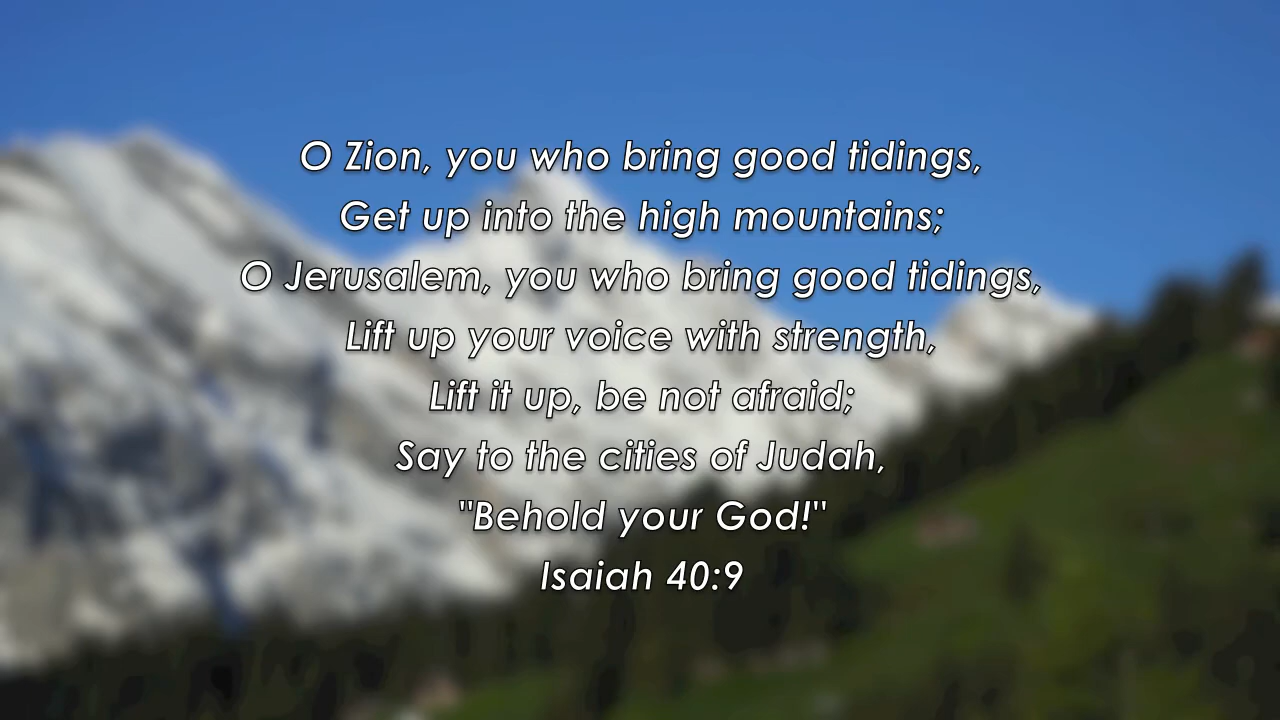 O Zion, you who bring good tidings,
Get up into the high mountains;
O Jerusalem, you who bring good tidings,
Lift up your voice with strength,
Lift it up, be not afraid;
Say to the cities of Judah,
"Behold your God!"
Isaiah 40:9